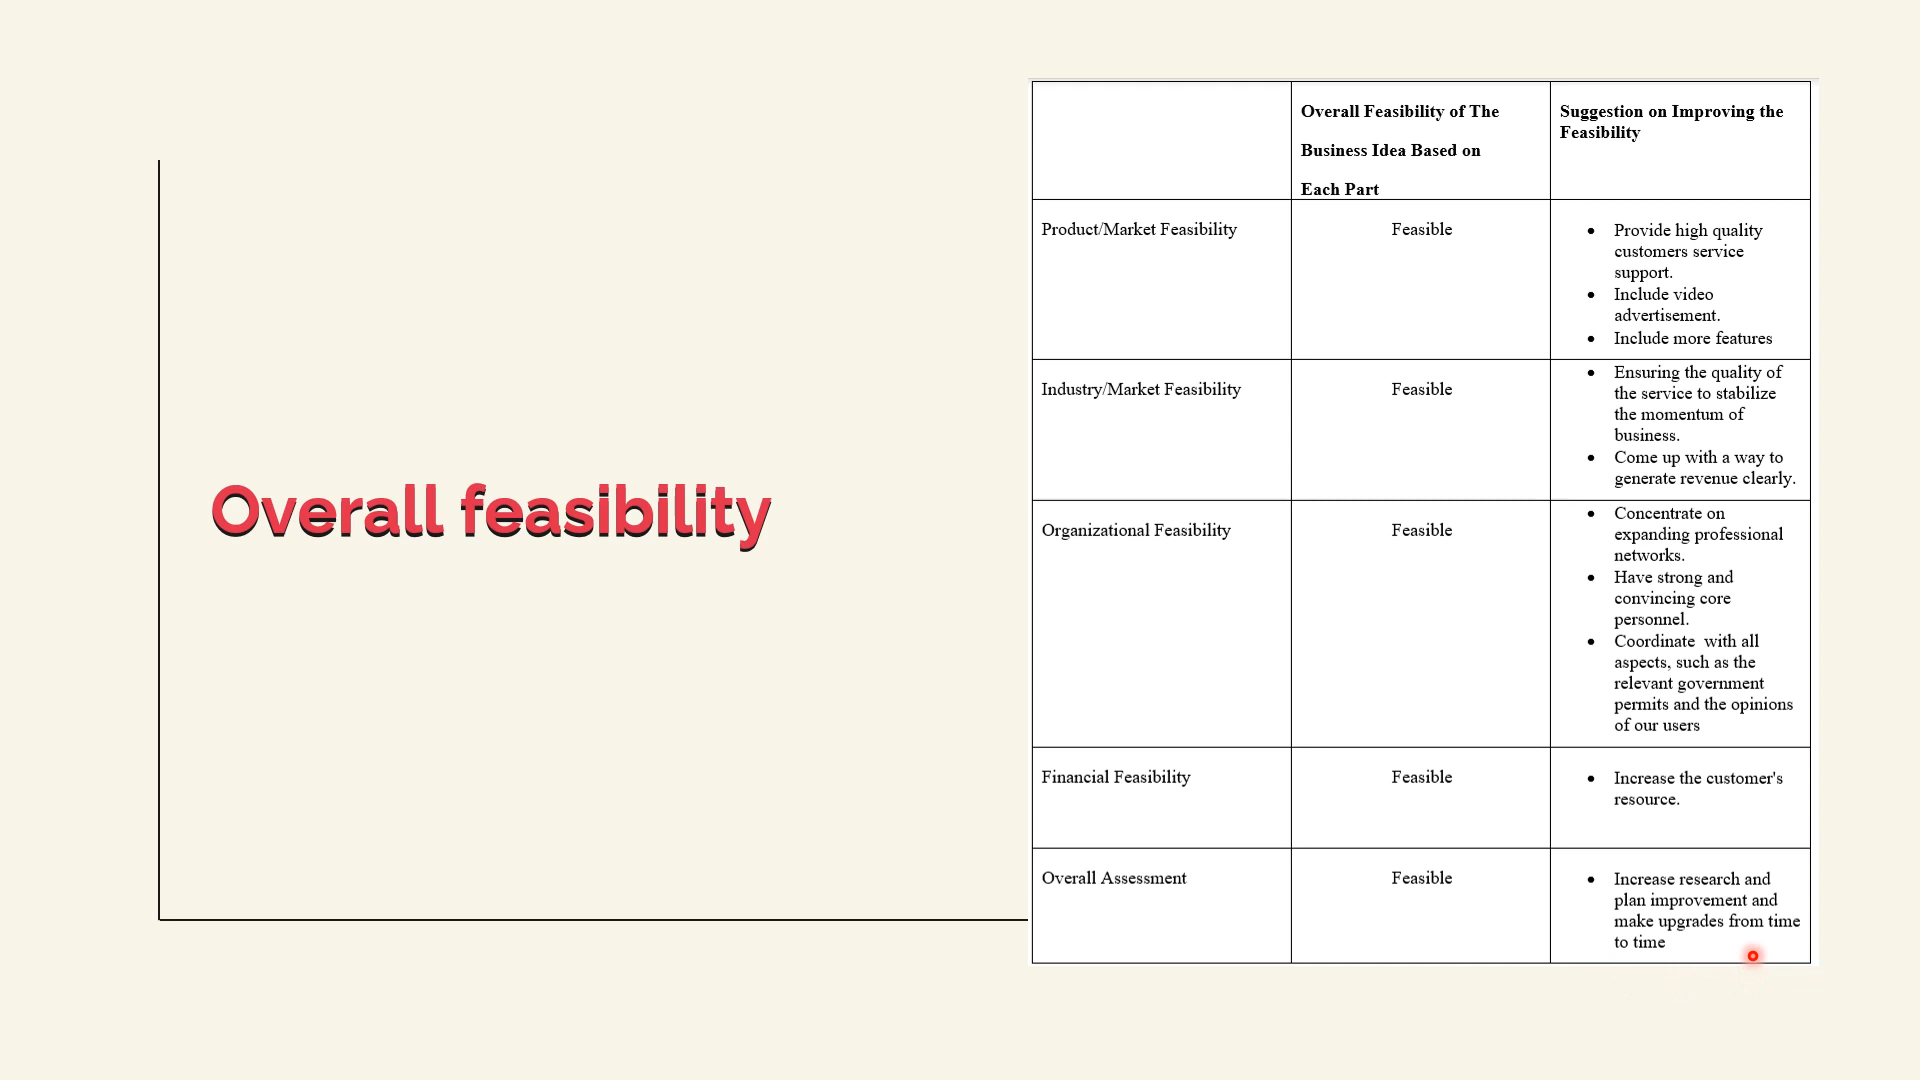 Overall feasibility
Overall Feasibility of The
Business Idea Based on
Each Part
Suggestion on Improving the
Feasibility
Product/Market Feasibility
Feasible
• Provide high quality
customers service
support.
• Include video
advertisement.
• Include more features
Industry/Market Feasibility
Feasible
• Ensuring the quality of
the service to stabilize
the momentum of
business.
• Come up with a way to
generate revenue clearly.
Organizational Feasibility
Feasible
• Concentrate on
expanding professional
networks.
• Have strong and
convincing core
personnel.
• Coordinate  with all
aspects, such as the
relevant government
permits and the opinions
of our users
Financial Feasibility
Feasible
• Increase the customer's
resource.
Overall Assessment
Feasible
• Increase research and
plan improvement and
make upgrades from time
to time